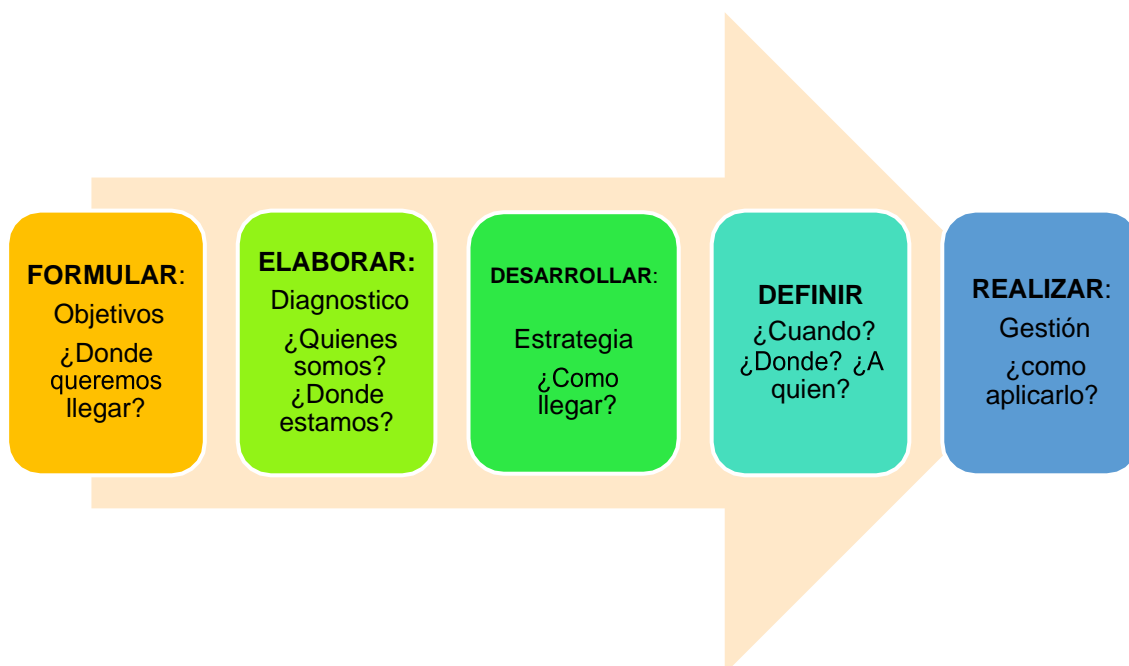 FORMULAR:
Objetivos
¿Donde
queremos
llegar?
ELABORAR:
Diagnostico
¿Quienes
somos?
¿Donde
estamos?
DESARROLLAR:
Estrategia
¿Como
llegar?
DEFINIR
¿Cuando?
¿Donde? ¿A
quien?
REALIZAR:
Gestión
¿como
aplicarlo?